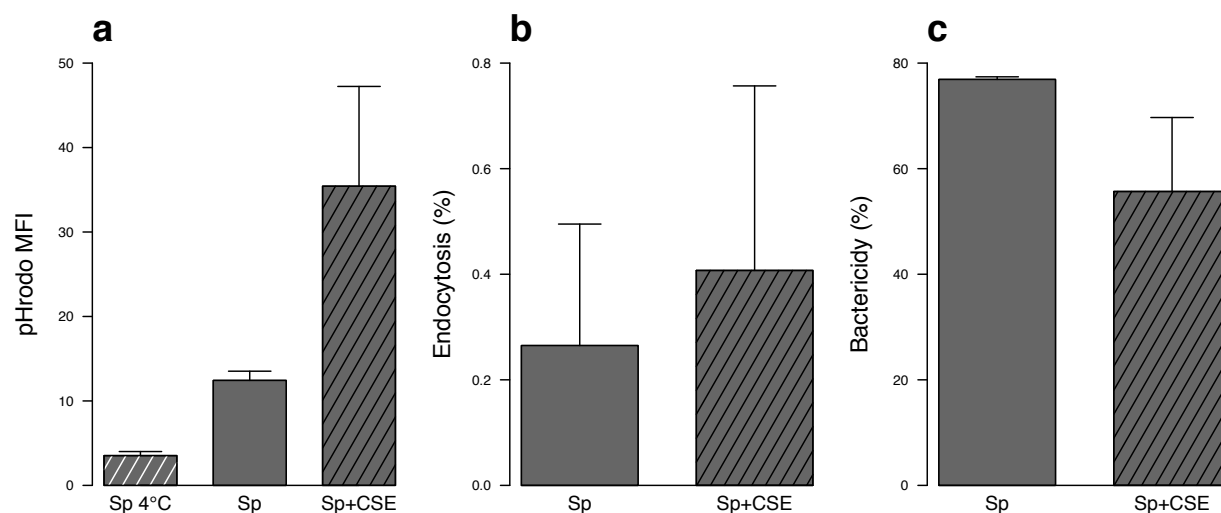 a
pHrodo MFI
50
40
30
20
10
0
Sp 4°C Sp Sp+CSE
b
Endocytosis (%)
0.8
0.6
0.4
0.2
0.0
Sp Sp+CSE
c
Bactericidy (%)
80
60
40
20
0
Sp Sp+CSE